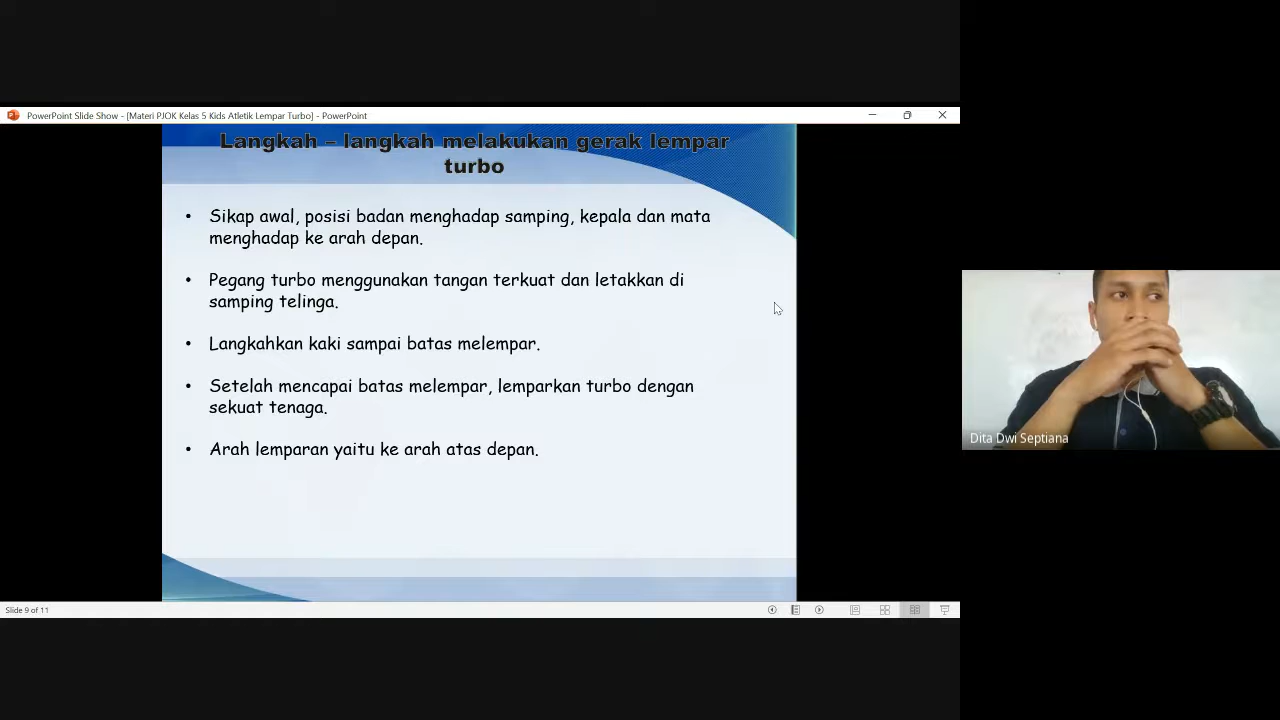 PowerPoint Slide Show - [Materi PJOK Kelas 5 Kids Atletik Lempar Turbo] - PowerPoint
Langkah – langkah melakukan gerak lempar
turbo
• Sikap awal, posisi badan menghadap samping, kepala dan mata
menghadap ke arah depan.
• Pegang turbo menggunakan tangan terkuat dan letakkan di
samping telinga.
• Langkahkan kaki sampai batas melempar.
• Setelah mencapai batas melempar, lemparkan turbo dengan
sekuat tenaga.
• Arah lemparan yaitu ke arah atas depan.
Dita Dwi Septiana
Slide 9 of 11